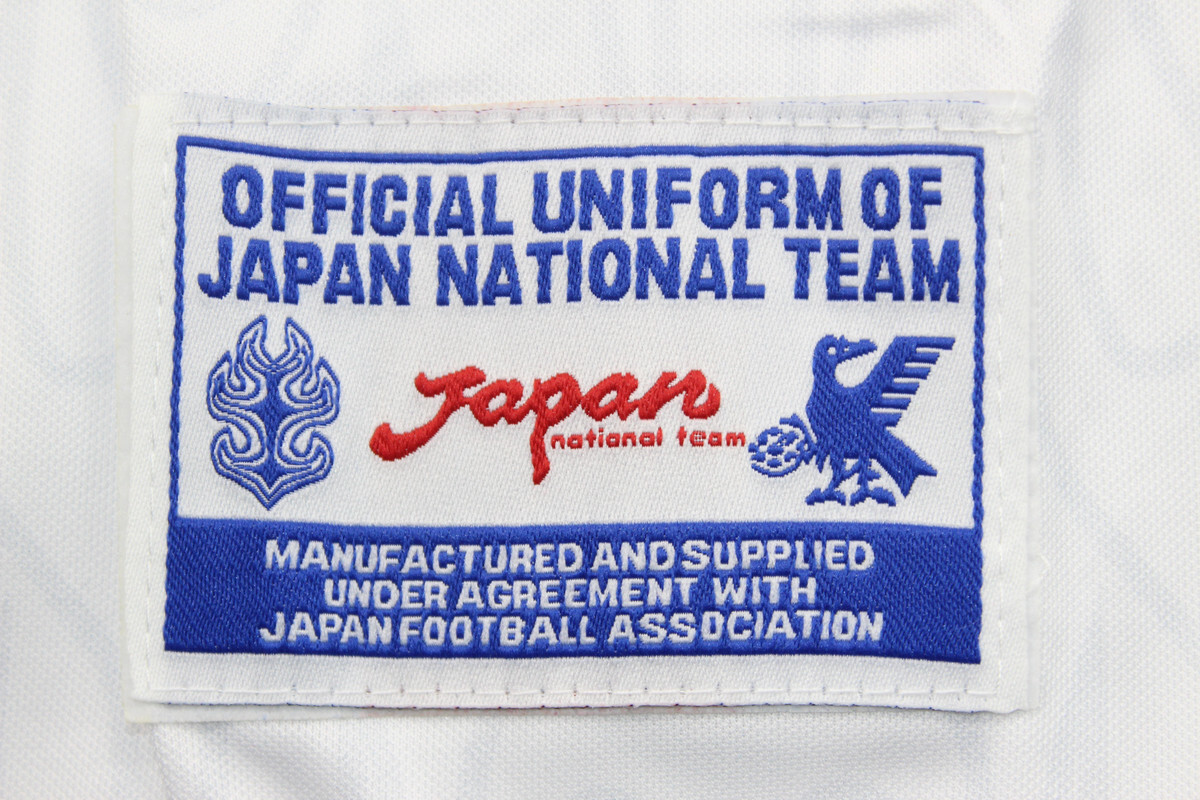 OFFICIAL UNIFORM OF
JAPAN NATIONAL TEAM
Japan
national team
MANUFACTURED AND SUPPLIED
UNDER AGREEMENT WITH
JAPAN FOOTBALL ASSOCIATION